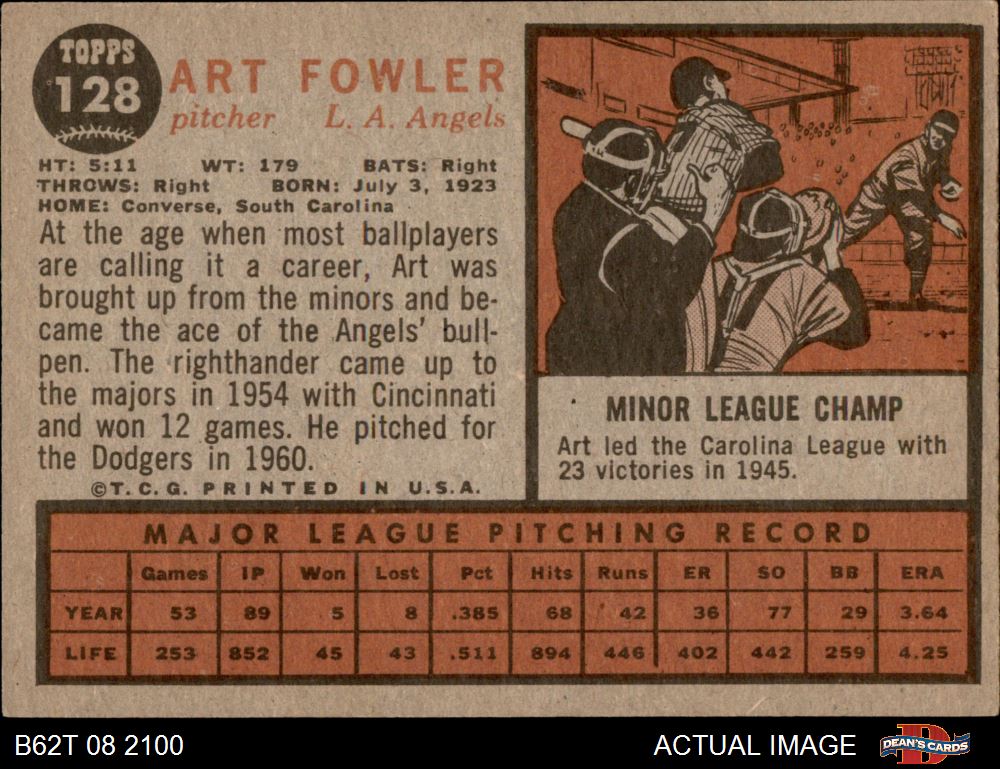 TOPPS
128
ART FOWLER
pitcher L. A. Angels
HT: 5:11 WT: 179 BATS: Right
THROWS: Right BORN: July 3, 1923
HOME: Converse, South Carolina
At the age when most ballplayers
are calling it a career, Art was
brought up from the minors and be-
came the ace of the Angels' bull-
pen. The righthander came up to
the majors in 1954 with Cincinnati
and won 12 games. He pitched for
the Dodgers in 1960.
©T.C.G. PRINTED IN U.S.A.
MINOR LEAGUE CHAMP
Art led the Carolina League with
23 victories in 1945.
MAJOR LEAGUE PITCHING RECORD
Games IP Won Lost Pct Hits Runs ER SO BB ERA
YEAR 53 89 5 8 .385 68 42 36 77 29 3.64
LIFE 253 852 45 43 .511 894 446 402 442 259 4.25
B62T 08 2100 ACTUAL IMAGE DEAN'S CARDS